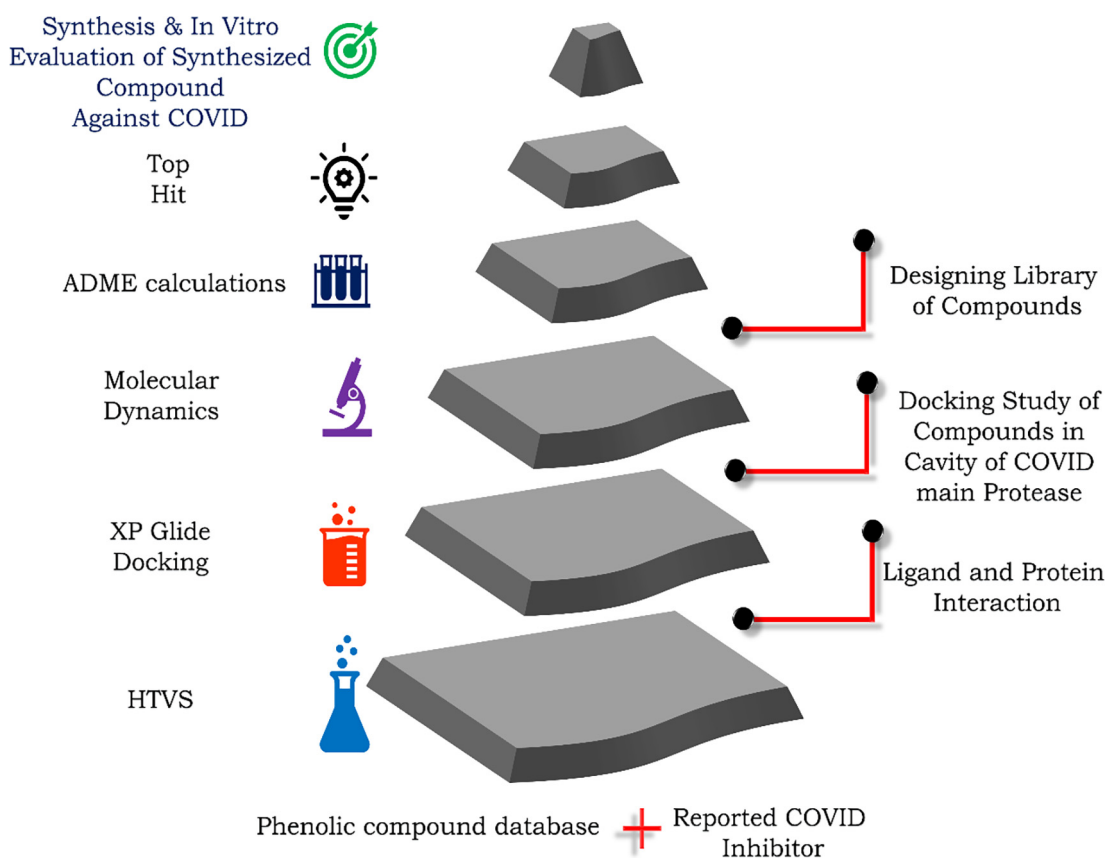 Synthesis & In Vitro
Evaluation of Synthesized
Compound
Against COVID
Top
Hit
ADME calculations
Designing Library
of Compounds
Molecular
Dynamics
Docking Study of
Compounds in
Cavity of COVID
main Protease
XP Glide
Docking
Ligand and Protein
Interaction
HTVS
Phenolic compound database
Reported COVID
Inhibitor